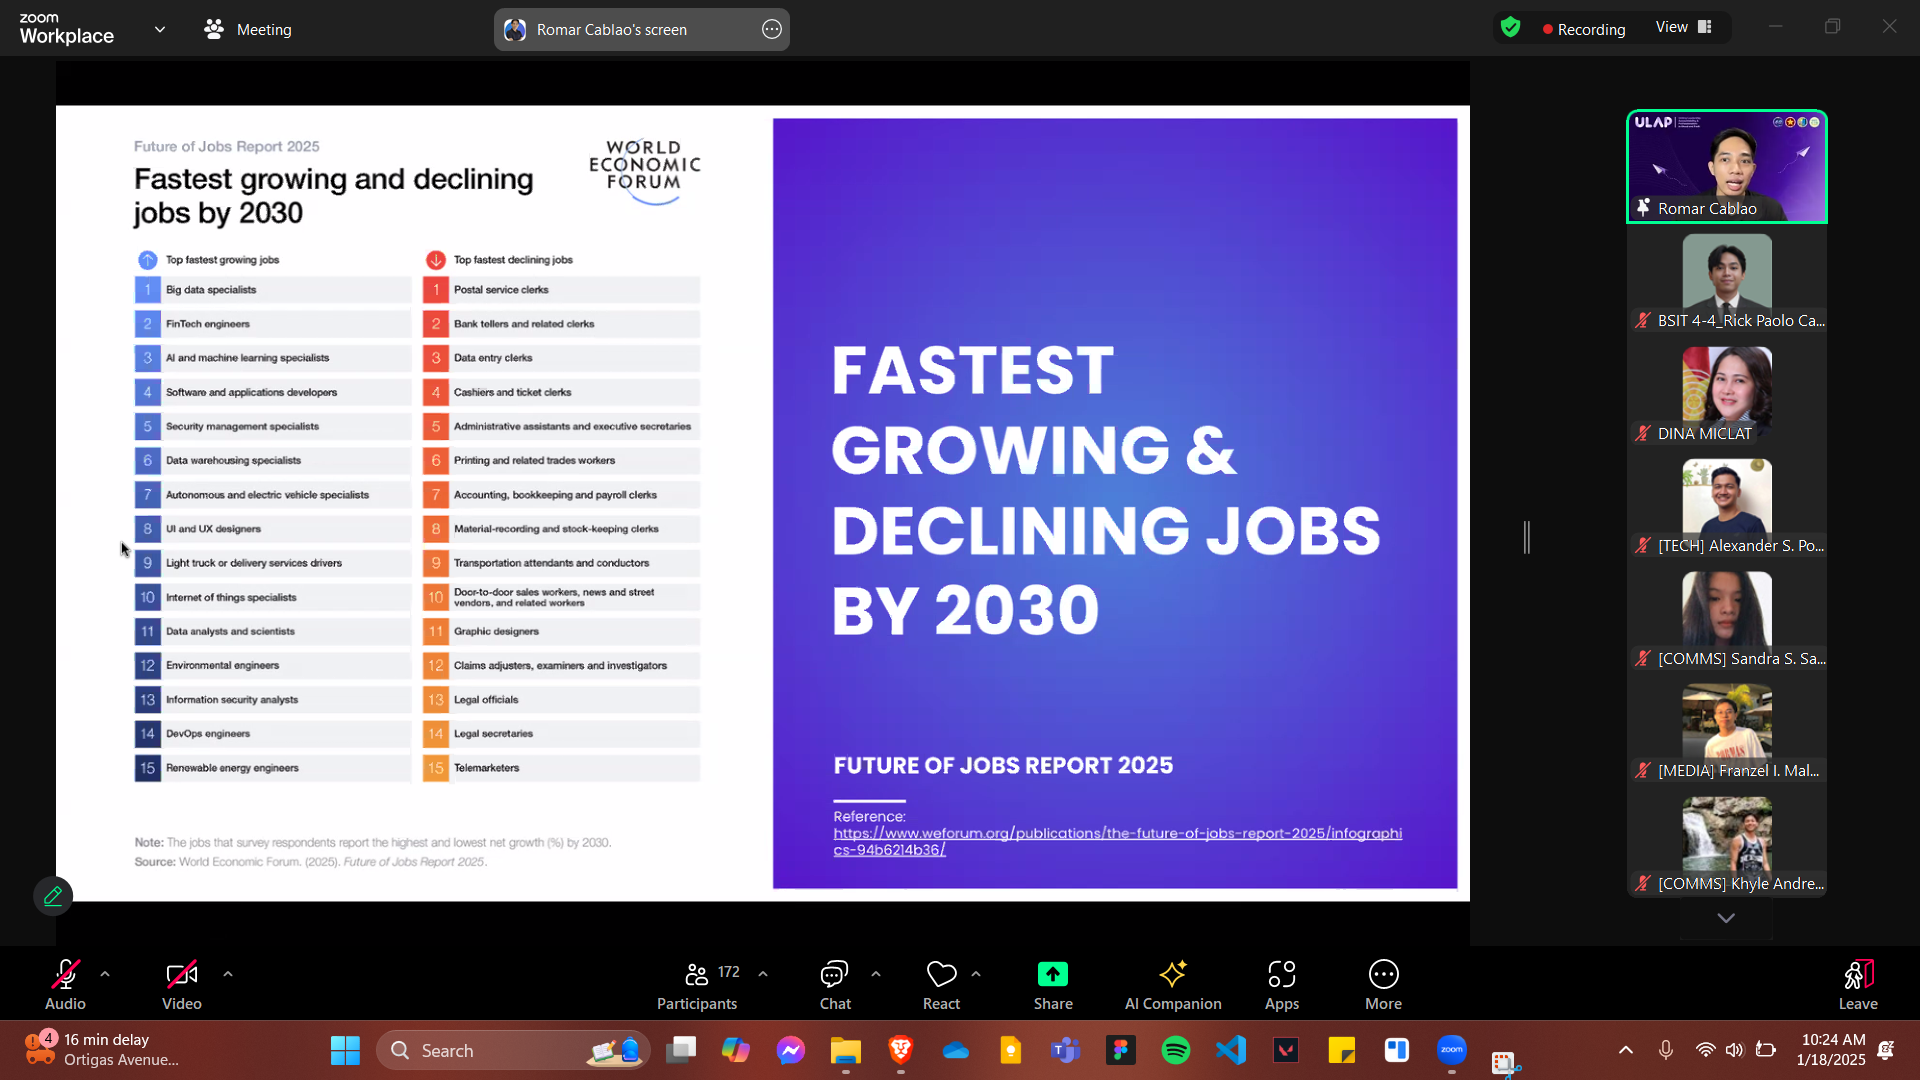 zoom
Workplace
Meeting
Romar Cablao's screen
Recording
View
Future of Jobs Report 2025
Fastest growing and declining
jobs by 2030
WORLD
ECONOMIC
FORUM
Top fastest growing jobs
1 Big data specialists
2 FinTech engineers
3 AI and machine learning specialists
4 Software and applications developers
5 Security management specialists
6 Data warehousing specialists
7 Autonomous and electric vehicle specialists
8 UI and UX designers
9 Light truck or delivery services drivers
10 Internet of things specialists
11 Data analysts and scientists
12 Environmental engineers
13 Information security analysts
14 DevOps engineers
15 Renewable energy engineers
Top fastest declining jobs
1 Postal service clerks
2 Bank tellers and related clerks
3 Data entry clerks
4 Cashiers and ticket clerks
5 Administrative assistants and executive secretaries
6 Printing and related trades workers
7 Accounting, bookkeeping and payroll clerks
8 Material-recording and stock-keeping clerks
9 Transportation attendants and conductors
10 Door-to-door sales workers, news and street
vendors, and related workers
11 Graphic designers
12 Claims adjusters, examiners and investigators
13 Legal officials
14 Legal secretaries
15 Telemarketers
Note: The jobs that survey respondents report the highest and lowest net growth (%) by 2030.
Source: World Economic Forum. (2025). Future of Jobs Report 2025.
FASTEST
GROWING &
DECLINING JOBS
BY 2030
FUTURE OF JOBS REPORT 2025
Reference:
https://www.weforum.org/publications/the-future-of-jobs-report-2025/infographi
cs-94b6214b36/
ULAP
Romar Cablao
BSIT 4-4_Rick Paolo Ca...
DINA MICLAT
[TECH] Alexander S. Po...
[COMMS] Sandra S. Sa...
[MEDIA] Franzel I. Mal...
[COMMS] Khyle Andre...
Audio
Video
172
Participants
Chat
React
Share
AI Companion
Apps
More
Leave
4
16 min delay
Ortigas Avenue...
Search
zoom
10:24 AM
1/18/2025